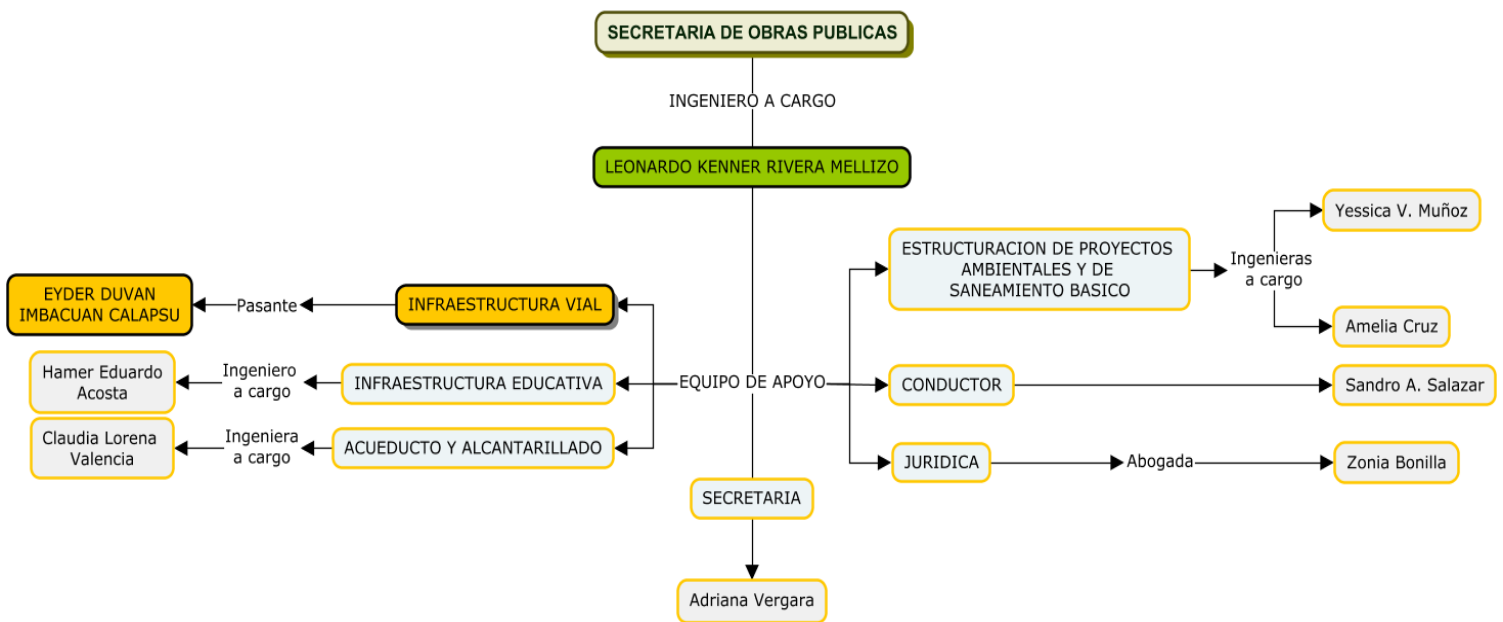 SECRETARIA DE OBRAS PUBLICAS
INGENIERO A CARGO
LEONARDO KENNER RIVERA MELLIZO
EYDER DUVAN
IMBACUAN CALAPSU
Pasante
INFRAESTRUCTURA VIAL
Hamer Eduardo
Acosta
Ingeniero
a cargo
INFRAESTRUCTURA EDUCATIVA
Claudia Lorena
Valencia
Ingeniera
a cargo
ACUEDUCTO Y ALCANTARILLADO
EQUIPO DE APOYO
ESTRUCTURACION DE PROYECTOS
AMBIENTALES Y DE
SANEAMIENTO BASICO
Ingenieras
a cargo
Yessica V. Muñoz
Amelia Cruz
CONDUCTOR
Sandro A. Salazar
JURIDICA
Abogada
Zonia Bonilla
SECRETARIA
Adriana Vergara